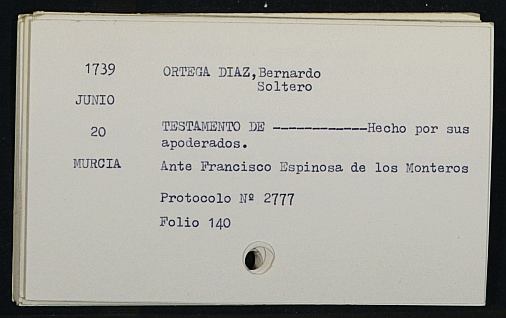 1739 ORTEGA DIAZ, Bernardo
Soltero
JUNIO
20 TESTAMENTO DE ------------Hecho por sus
apoderados.
MURCIA Ante Francisco Espinosa de los Monteros
Protocolo Nº 2777
Folio 140